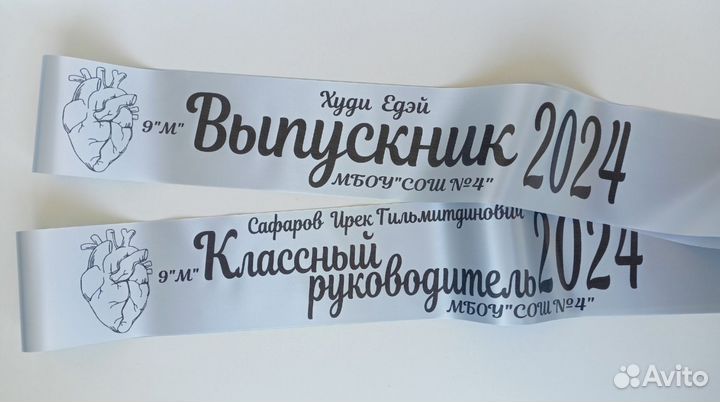 Худи Едэй
9"М" Выпускник 2024
МБОУ"СОШ №4"
Сафаров Ирек Гильмитдинович
9"М" Классный 2024
руководитель
МБОУ"СОШ №4"
Avito